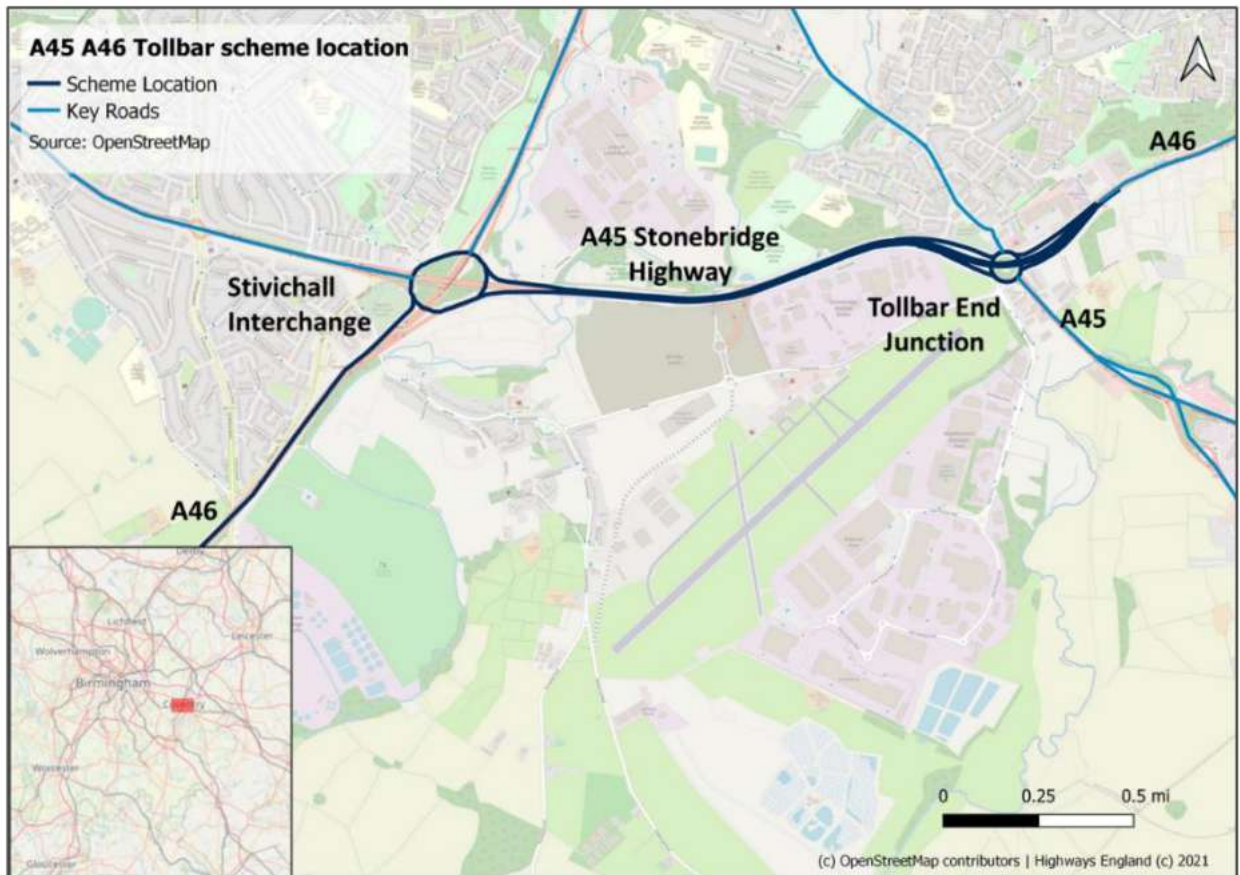 A45 A46 Tollbar scheme location
Scheme Location
Key Roads
Source: OpenStreetMap
A46
A45 Stonebridge
Highway
Stivichall
Interchange
Tollbar End
Junction
A45
A46
Derby
Lichfield
Leicester
Wolverhampton
Birmingham
Coventry
Worcester
Gloucester
0 0.25 0.5 mi
(c) OpenStreetMap contributors | Highways England (c) 2021